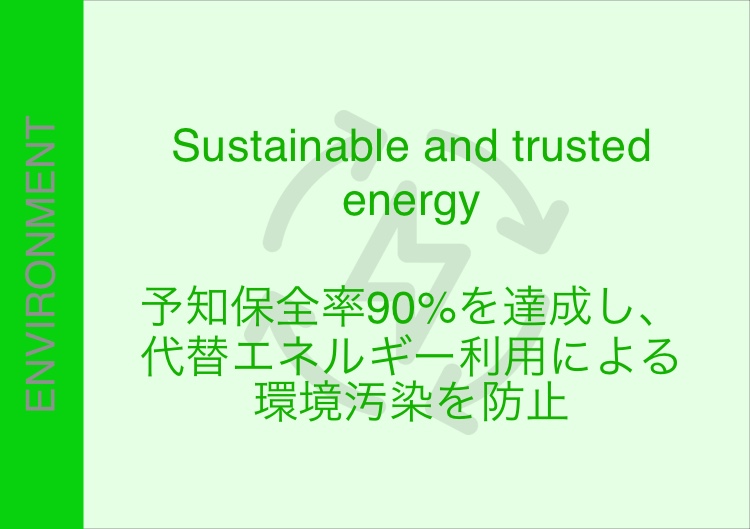 ENVIRONMENT
Sustainable and trusted
energy
予知保全率90%を達成し、
代替エネルギー利用による
環境汚染を防止